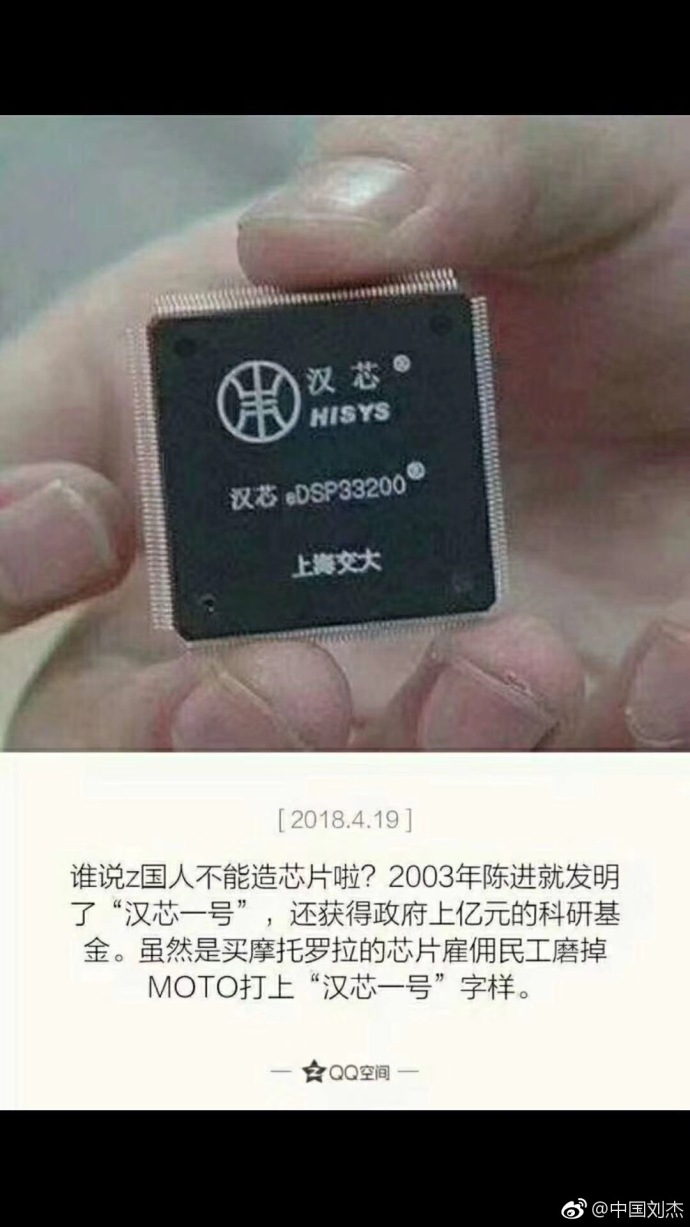 汉芯®
HISYS
汉芯 eDSP33200®
上海交大
[ 2018.4.19 ]
谁说z国人不能造芯片啦？2003年陈进就发明
了“汉芯一号”，还获得政府上亿元的科研基
金。虽然是买摩托罗拉的芯片雇佣民工磨掉
MOTO打上“汉芯一号”字样。
QQ空间
@中国刘杰